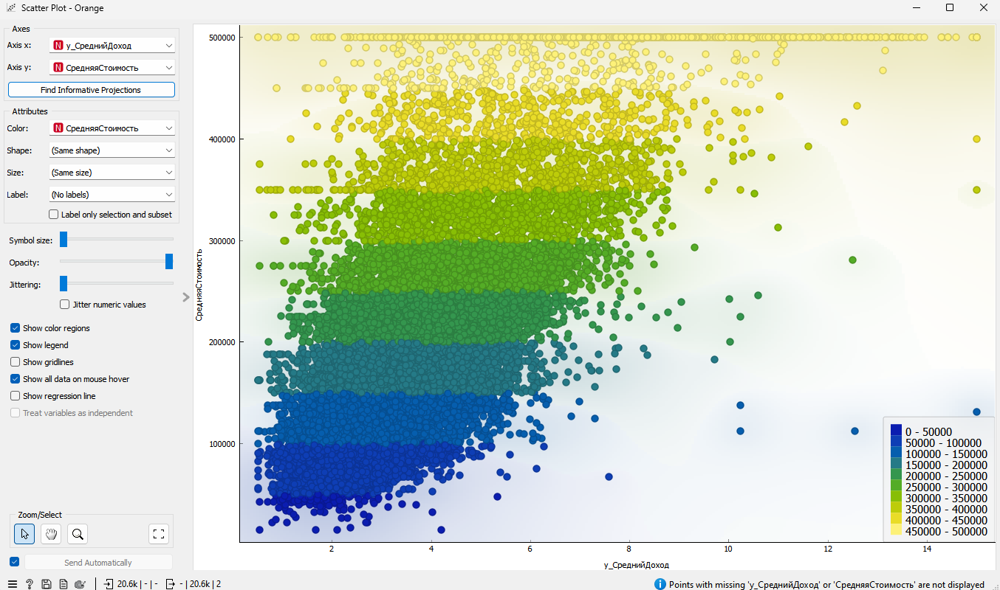 Scatter Plot - Orange
Axes
Axis x: N у_СреднийДоход
Axis y: N СредняяСтоимость
Find Informative Projections
Attributes
Color: N СредняяСтоимость
Shape: (Same shape)
Size: (Same size)
Label: (No labels)
Label only selection and subset
Symbol size:
Opacity:
Jittering:
Jitter numeric values
Show color regions
Show legend
Show gridlines
Show all data on mouse hover
Show regression line
Treat variables as independent
Zoom/Select
Send Automatically
500000
400000
300000
200000
100000
СредняяСтоимость
2 4 6 8 10 12 14
у_СреднийДоход
0 - 50000
50000 - 100000
100000 - 150000
150000 - 200000
200000 - 250000
250000 - 300000
300000 - 350000
350000 - 400000
400000 - 450000
450000 - 500000
20.6k | - | - - | 20.6k | 2
Points with missing 'у_СреднийДоход' or 'СредняяСтоимость' are not displayed